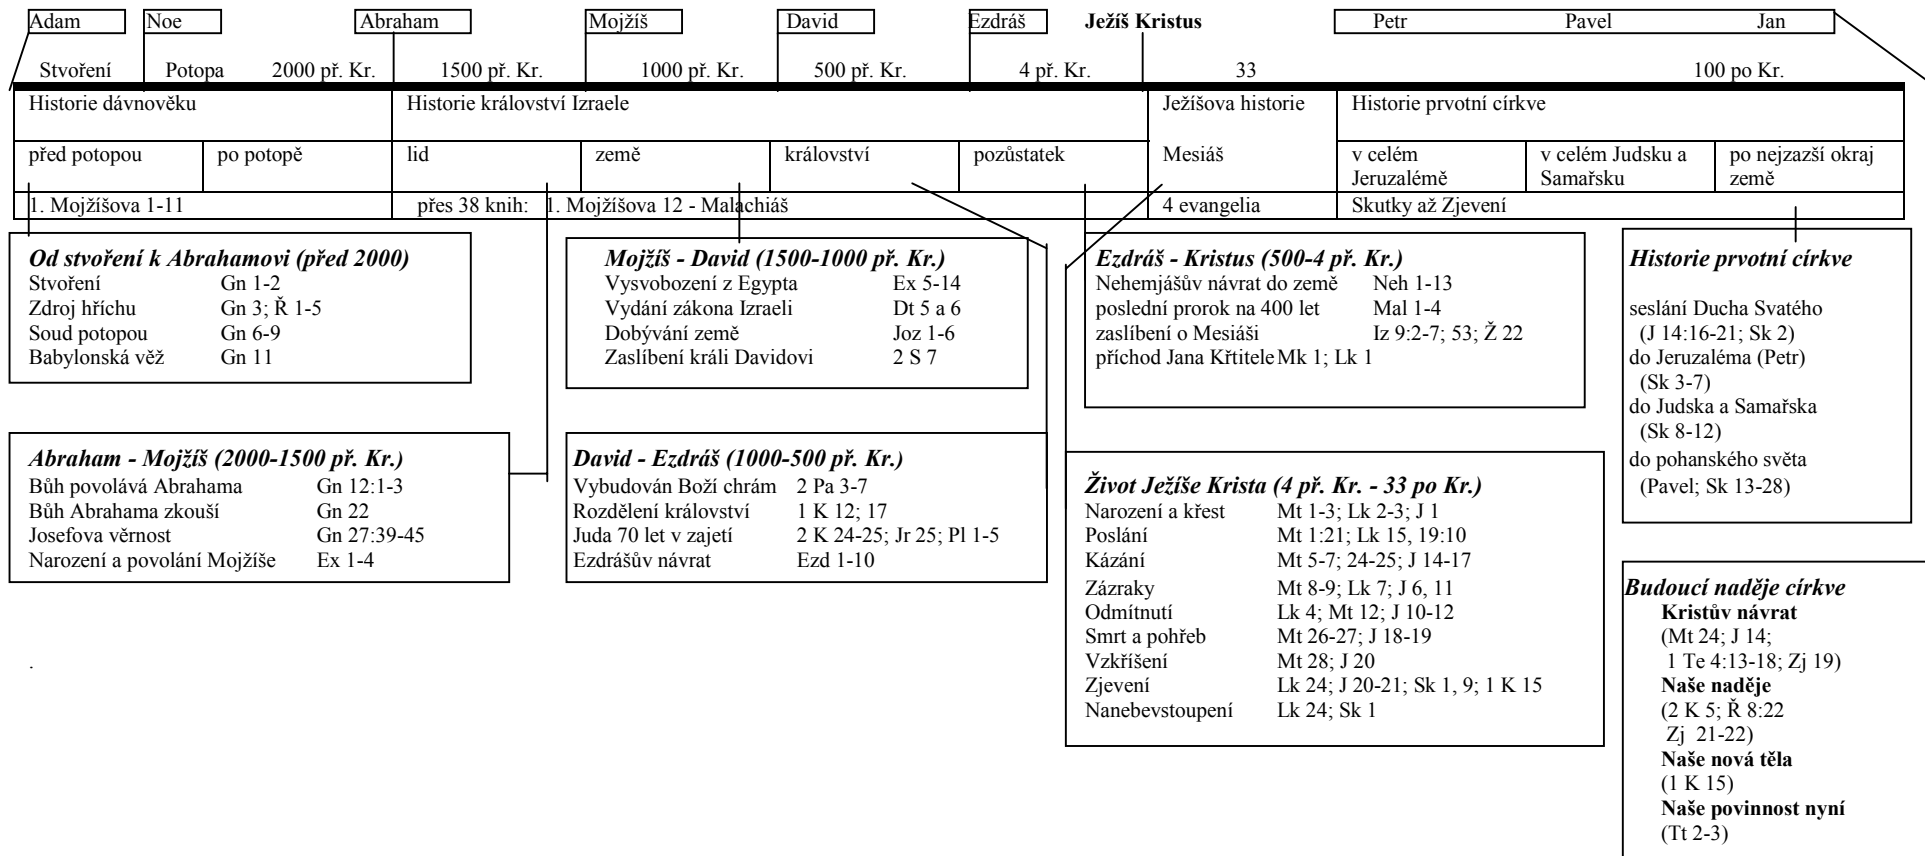 Adam Noe Abraham Mojžíš David Ezdráš Ježíš Kristus Petr Pavel Jan
Stvoření Potopa 2000 př. Kr. 1500 př. Kr. 1000 př. Kr. 500 př. Kr. 4 př. Kr. 33 100 po Kr.
Historie dávnověku Historie království Izraele Ježíšova historie Historie prvotní církve
před potopou po potopě lid země království pozůstatek Mesiáš v celém Jeruzalémě v celém Judsku a Samařsku po nejzazší okraj země
1. Mojžíšova 1-11 přes 38 knih: 1. Mojžíšova 12 - Malachiáš 4 evangelia Skutky až Zjevení
Od stvoření k Abrahamovi (před 2000)
Stvoření Gn 1-2
Zdroj hříchu Gn 3; Ř 1-5
Soud potopou Gn 6-9
Babylonská věž Gn 11
Mojžíš - David (1500-1000 př. Kr.)
Vysvobození z Egypta Ex 5-14
Vydání zákona Izraeli Dt 5 a 6
Dobývání země Joz 1-6
Zaslíbení králi Davidovi 2 S 7
Ezdráš - Kristus (500-4 př. Kr.)
Nehemjášův návrat do země Neh 1-13
poslední prorok na 400 let Mal 1-4
zaslíbení o Mesiáši Iz 9:2-7; 53; Ž 22
příchod Jana Křtitele Mk 1; Lk 1
Historie prvotní církve
seslání Ducha Svatého
(J 14:16-21; Sk 2)
do Jeruzaléma (Petr)
(Sk 3-7)
do Judska a Samařska
(Sk 8-12)
do pohanského světa
(Pavel; Sk 13-28)
Abraham - Mojžíš (2000-1500 př. Kr.)
Bůh povolává Abrahama Gn 12:1-3
Bůh Abrahama zkouší Gn 22
Josefova věrnost Gn 27:39-45
Narození a povolání Mojžíše Ex 1-4
David - Ezdráš (1000-500 př. Kr.)
Vybudován Boží chrám 2 Pa 3-7
Rozdělení království 1 K 12; 17
Juda 70 let v zajetí 2 K 24-25; Jr 25; Pl 1-5
Ezdrášův návrat Ezd 1-10
Život Ježíše Krista (4 př. Kr. - 33 po Kr.)
Narození a křest Mt 1-3; Lk 2-3; J 1
Poslání Mt 1:21; Lk 15, 19:10
Kázání Mt 5-7; 24-25; J 14-17
Zázraky Mt 8-9; Lk 7; J 6, 11
Odmítnutí Lk 4; Mt 12; J 10-12
Smrt a pohřeb Mt 26-27; J 18-19
Vzkříšení Mt 28; J 20
Zjevení Lk 24; J 20-21; Sk 1, 9; 1 K 15
Nanebevstoupení Lk 24; Sk 1
Budoucí naděje církve
Kristův návrat
(Mt 24; J 14;
1 Te 4:13-18; Zj 19)
Naše naděje
(2 K 5; Ř 8:22
Zj 21-22)
Naše nová těla
(1 K 15)
Naše povinnost nyní
(Tt 2-3)
.